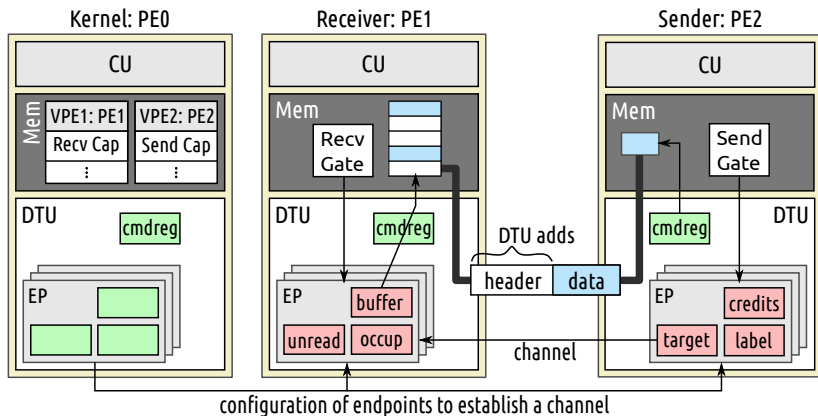 Kernel: PE0
Receiver: PE1
Sender: PE2
CU
CU
CU
Mem
VPE1: PE1
VPE2: PE2
Recv Cap
Send Cap
⋮
⋮
Mem
Recv
Gate
Mem
Send
Gate
DTU
cmdreg
DTU
cmdreg
DTU adds
cmdreg
DTU
header
data
EP
EP
buffer
unread
occup
EP
credits
target
label
channel
configuration of endpoints to establish a channel